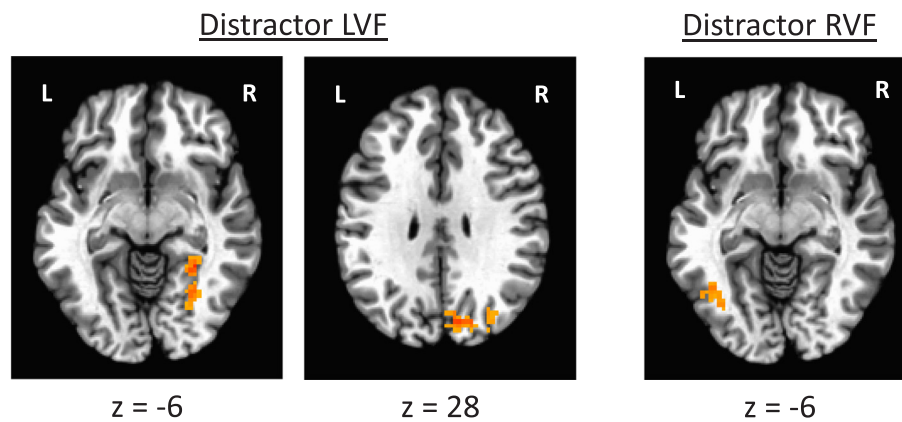 Distractor LVF
Distractor RVF
L R
L R
L R
z = -6
z = 28
z = -6